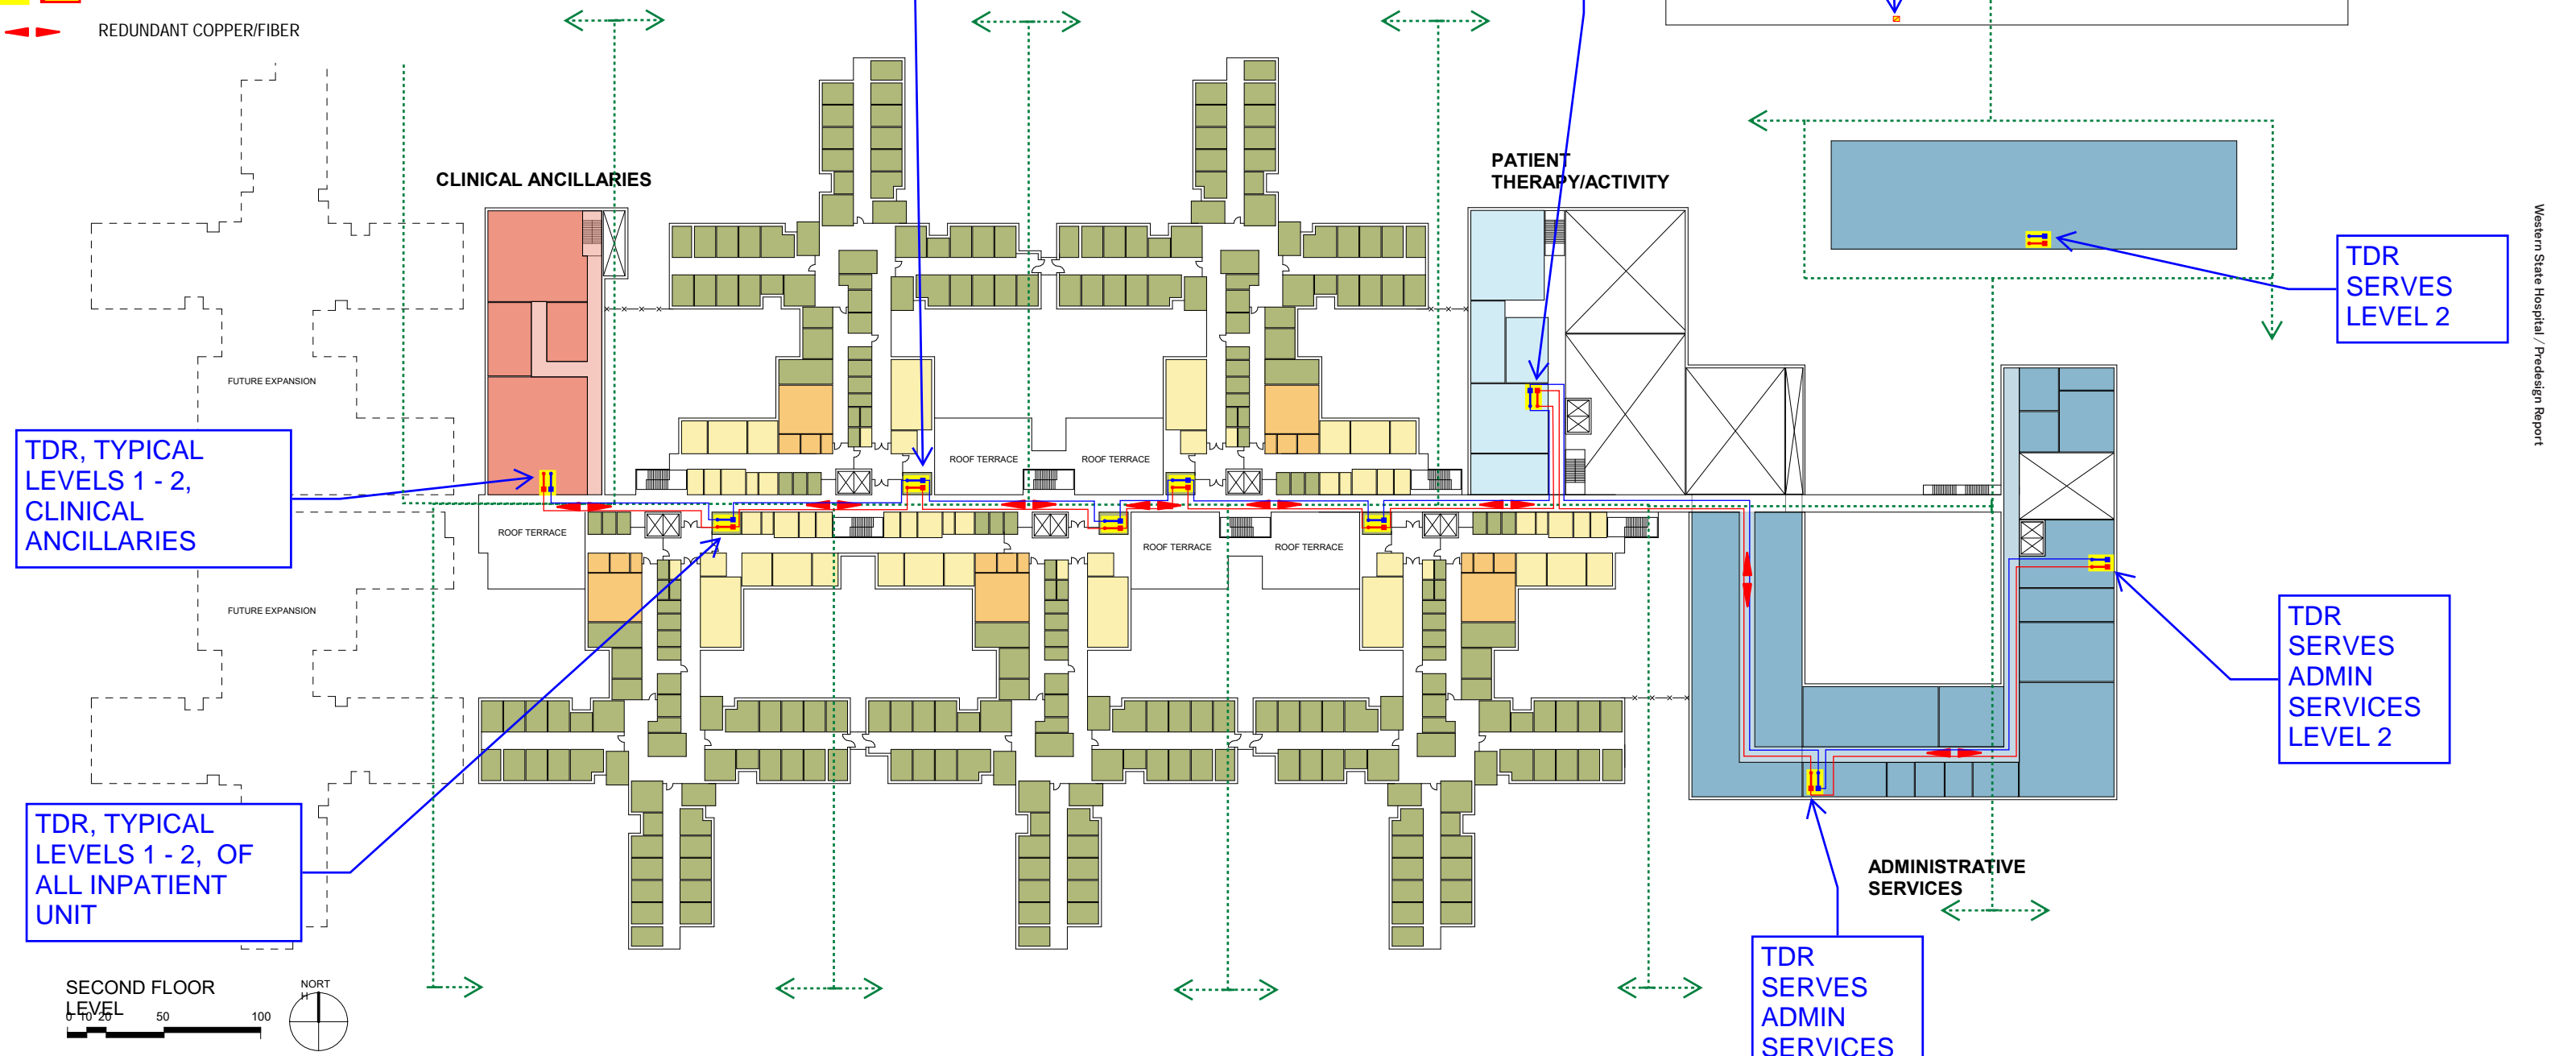 REDUNDANT COPPER/FIBER
CLINICAL ANCILLARIES
PATIENT
THERAPY/ACTIVITY
Western State Hospital / Predesign Report
TDR
SERVES
LEVEL 2
FUTURE EXPANSION
TDR, TYPICAL
LEVELS 1 - 2,
CLINICAL
ANCILLARIES
ROOF TERRACE
ROOF TERRACE
ROOF TERRACE
ROOF TERRACE
ROOF TERRACE
FUTURE EXPANSION
TDR
SERVES
ADMIN
SERVICES
LEVEL 2
TDR, TYPICAL
LEVELS 1 - 2, OF
ALL INPATIENT
UNIT
ADMINISTRATIVE
SERVICES
TDR
SERVES
ADMIN
SERVICES
SECOND FLOOR
LEVEL
0 10 20 50 100
NORT
H